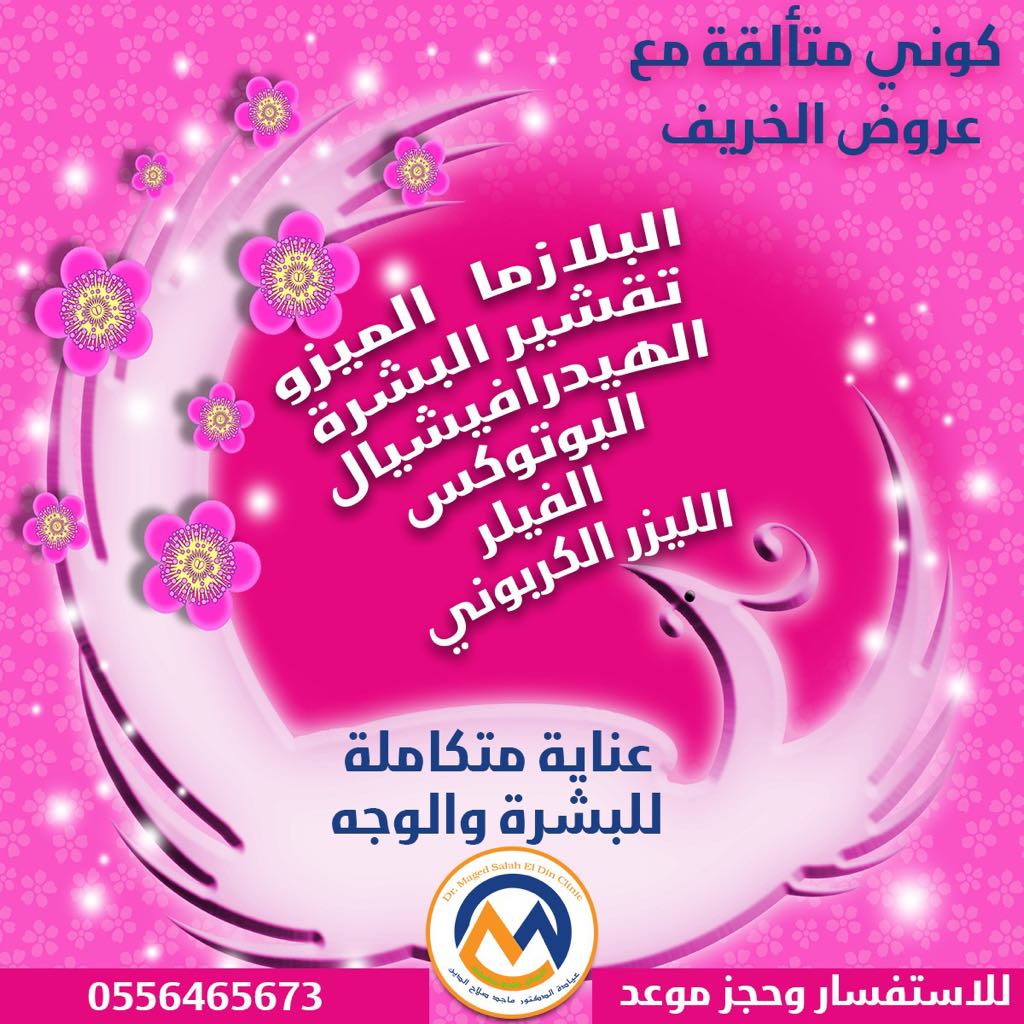 كوني متألقة مع
عروض الخريف
البلازما الميزو
تقشير البشرة
الهيدرافيشيال
البوتوكس
الفيلر
الليزر الكربوني
عناية متكاملة
للبشرة والوجه
Dr. Maged Salah El Din Clinic
عيادة الدكتور ماجد صلاح الدين
للاستفسار وحجز موعد
0556465673